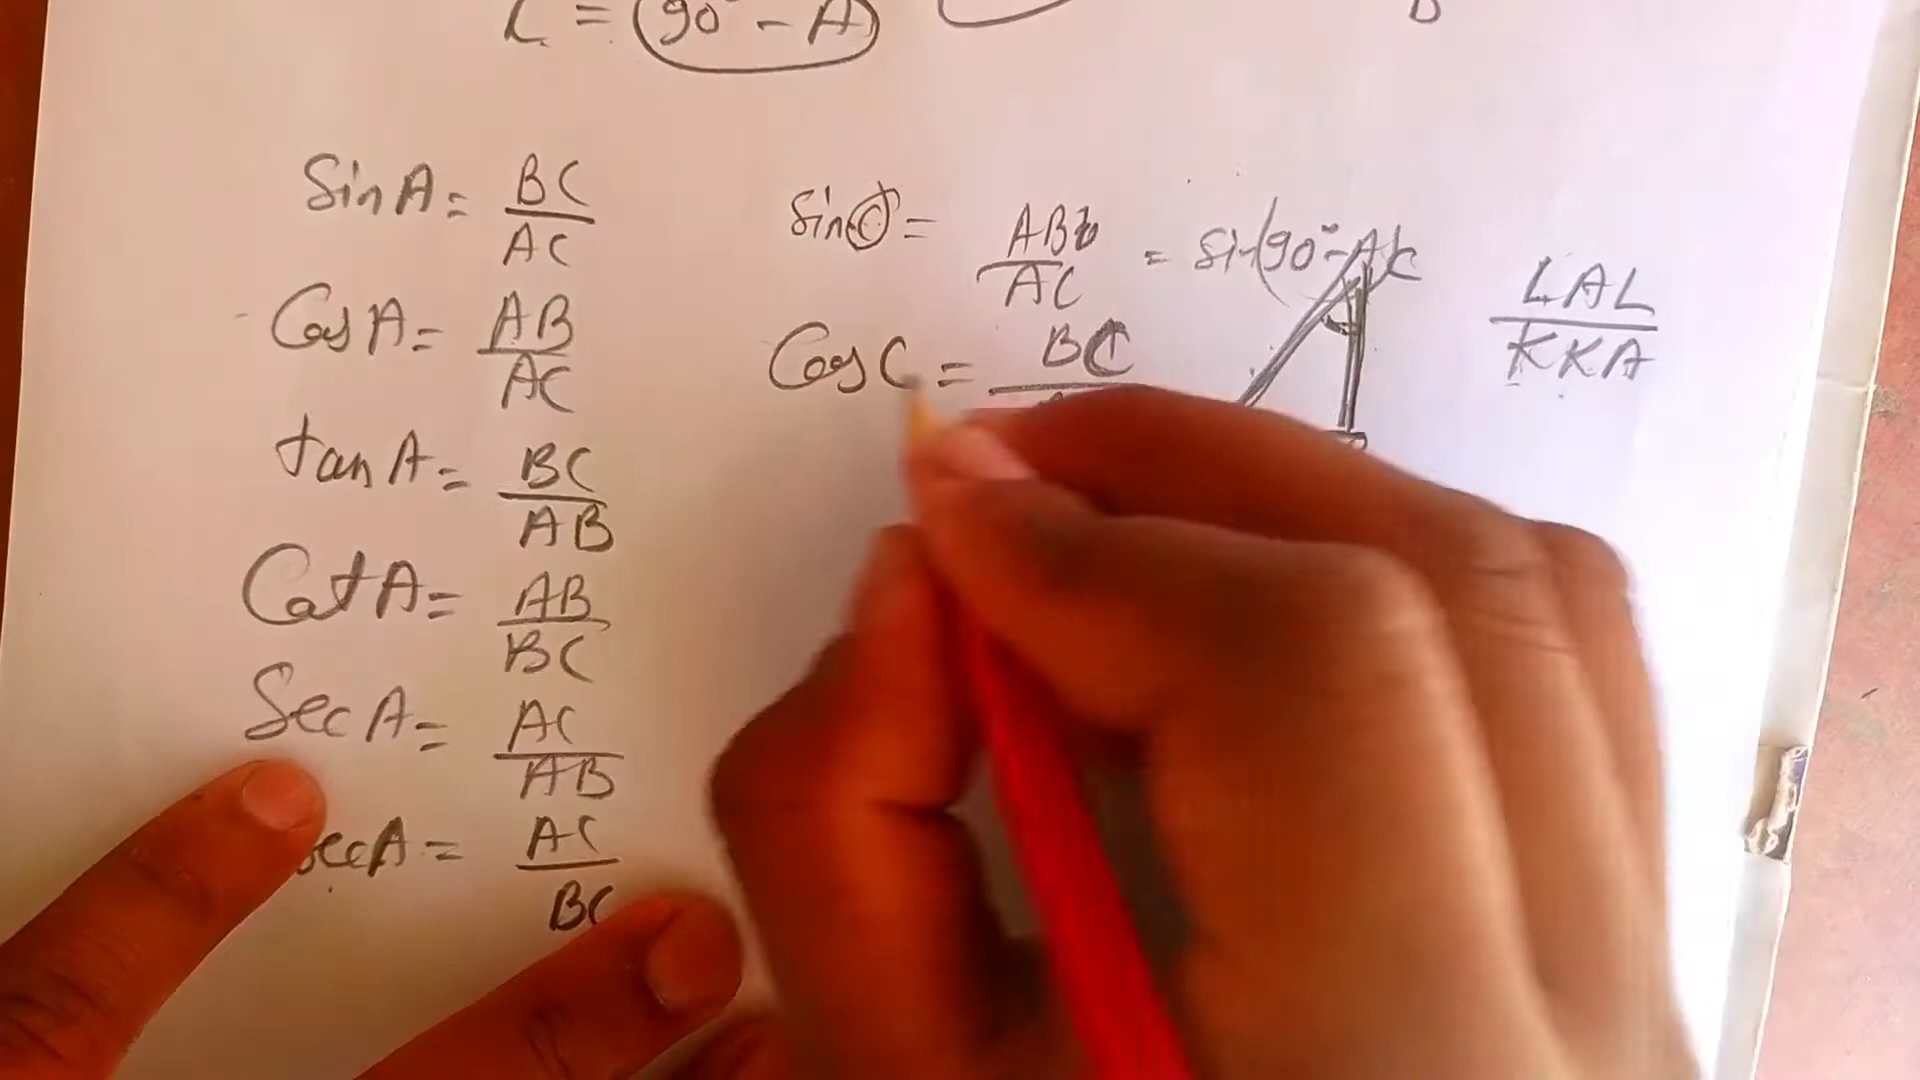 C = 90° - A
B
Sin A = BC / AC
Cos A = AB / AC
tan A = BC / AB
Cot A = AB / BC
Sec A = AC / AB
secA = AC / BC
Sin C = AB / AC = Sin(90° - A)
Cos C = BC
C
LAL / KKA